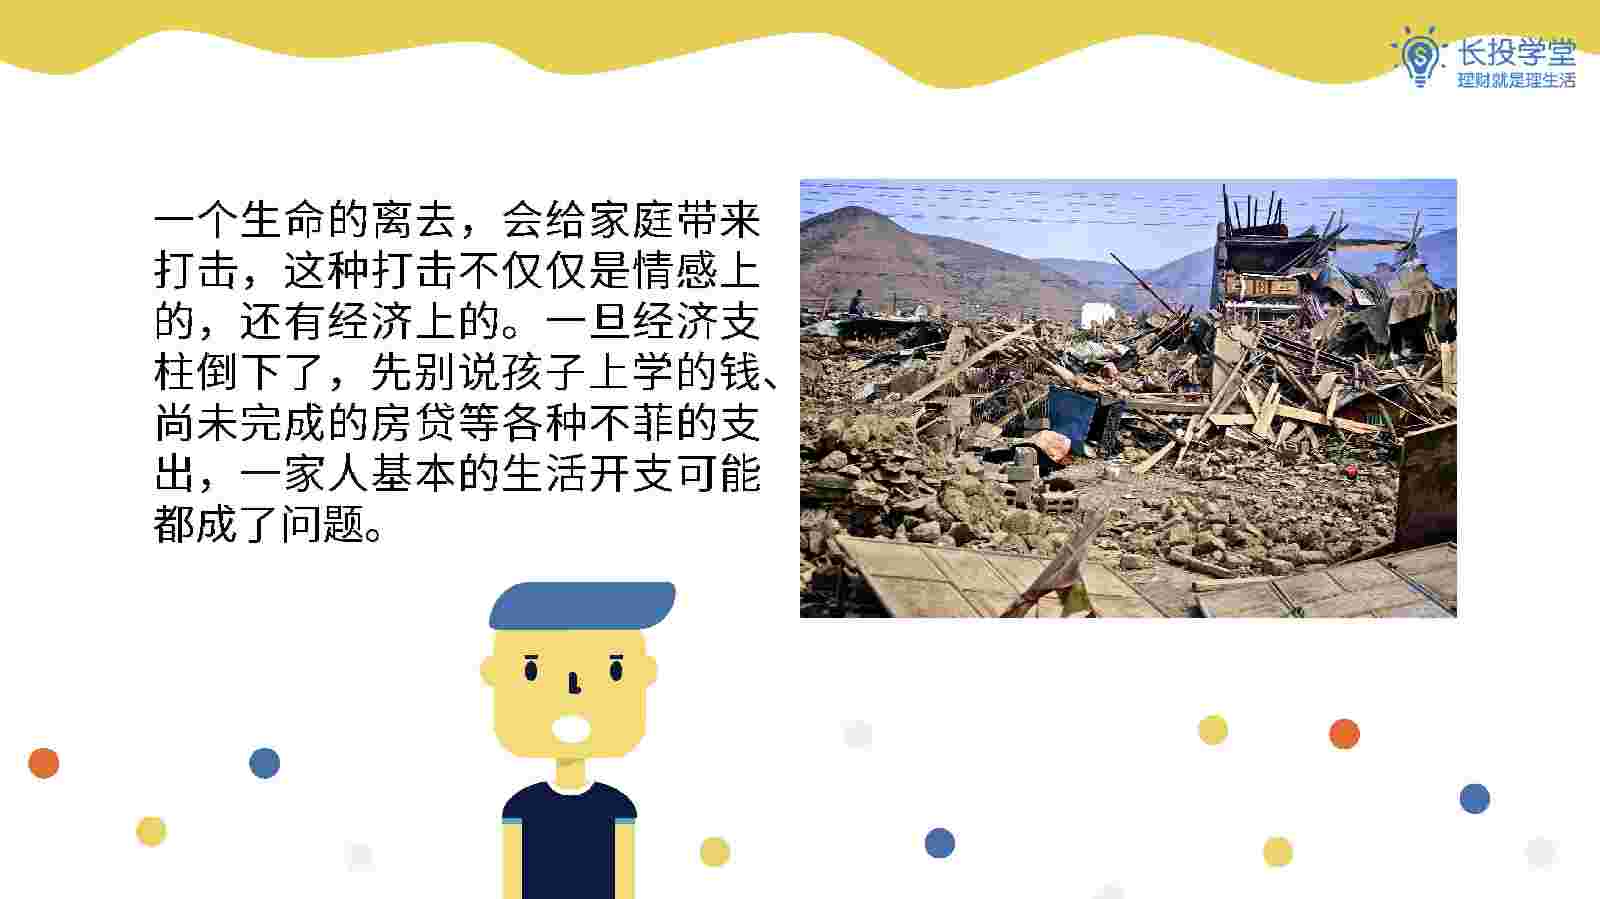 长投学堂
理财就是理生活
一个生命的离去，会给家庭带来
打击，这种打击不仅仅是情感上
的，还有经济上的。一旦经济支
柱倒下了，先别说孩子上学的钱、
尚未完成的房贷等各种不菲的支
出，一家人基本的生活开支可能
都成了问题。